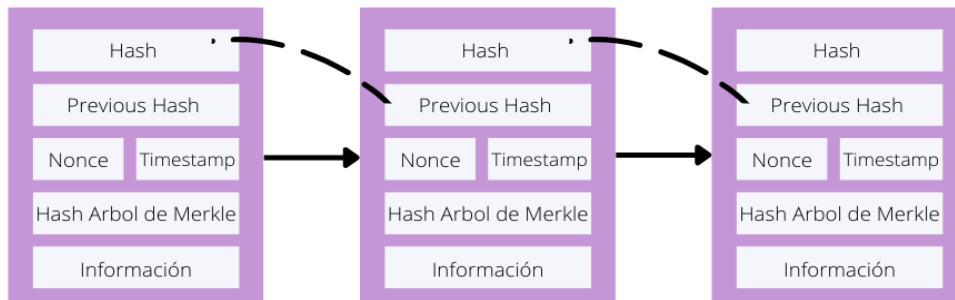 Hash
Previous Hash
Nonce
Timestamp
Hash Arbol de Merkle
Información
Hash
Previous Hash
Nonce
Timestamp
Hash Arbol de Merkle
Información
Hash
Previous Hash
Nonce
Timestamp
Hash Arbol de Merkle
Información